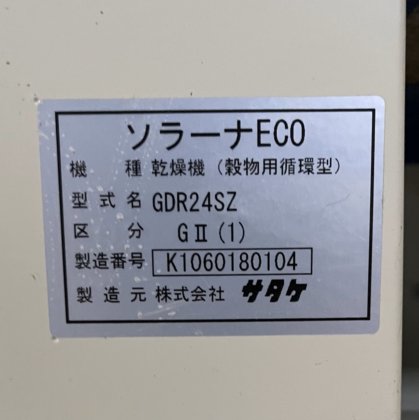 ソラーナECO
機種 乾燥機（穀物用循環型）
型式名 GDR24SZ
区分 GⅡ(1)
製造番号 K1060180104
製造元 株式会社 サタケ